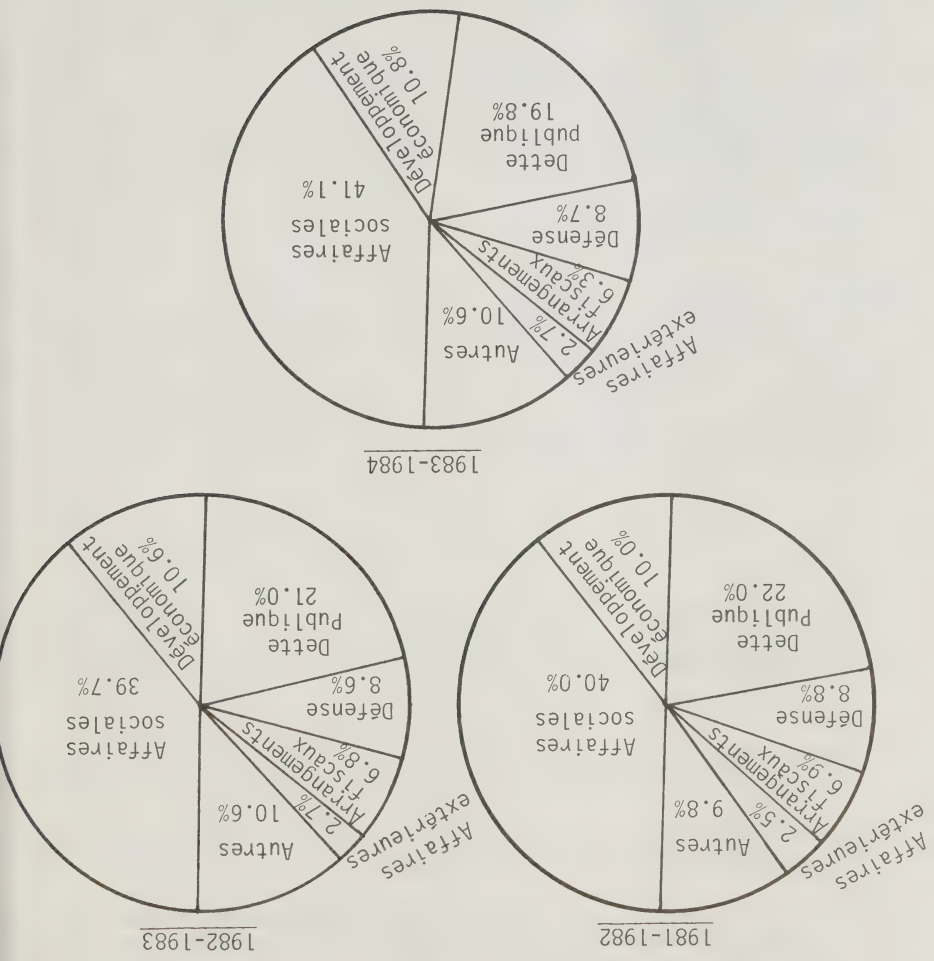 1981-1982
Affaires
extérieures
2.5%
Autres
9.8%
Arrangements
fiscaux
6.9%
Défense
8.8%
Affaires
sociales
40.0%
Dette
Publique
22.0%
Développement
économique
10.0%
1982-1983
Affaires
extérieures
2.7%
Autres
10.6%
Arrangements
fiscaux
6.8%
Défense
8.6%
Affaires
sociales
39.7%
Dette
Publique
21.0%
Développement
économique
10.6%
1983-1984
Affaires
extérieures
2.7%
Autres
10.6%
Arrangements
fiscaux
6.3%
Défense
8.7%
Affaires
sociales
41.1%
Dette
publique
19.8%
Développement
économique
10.8%